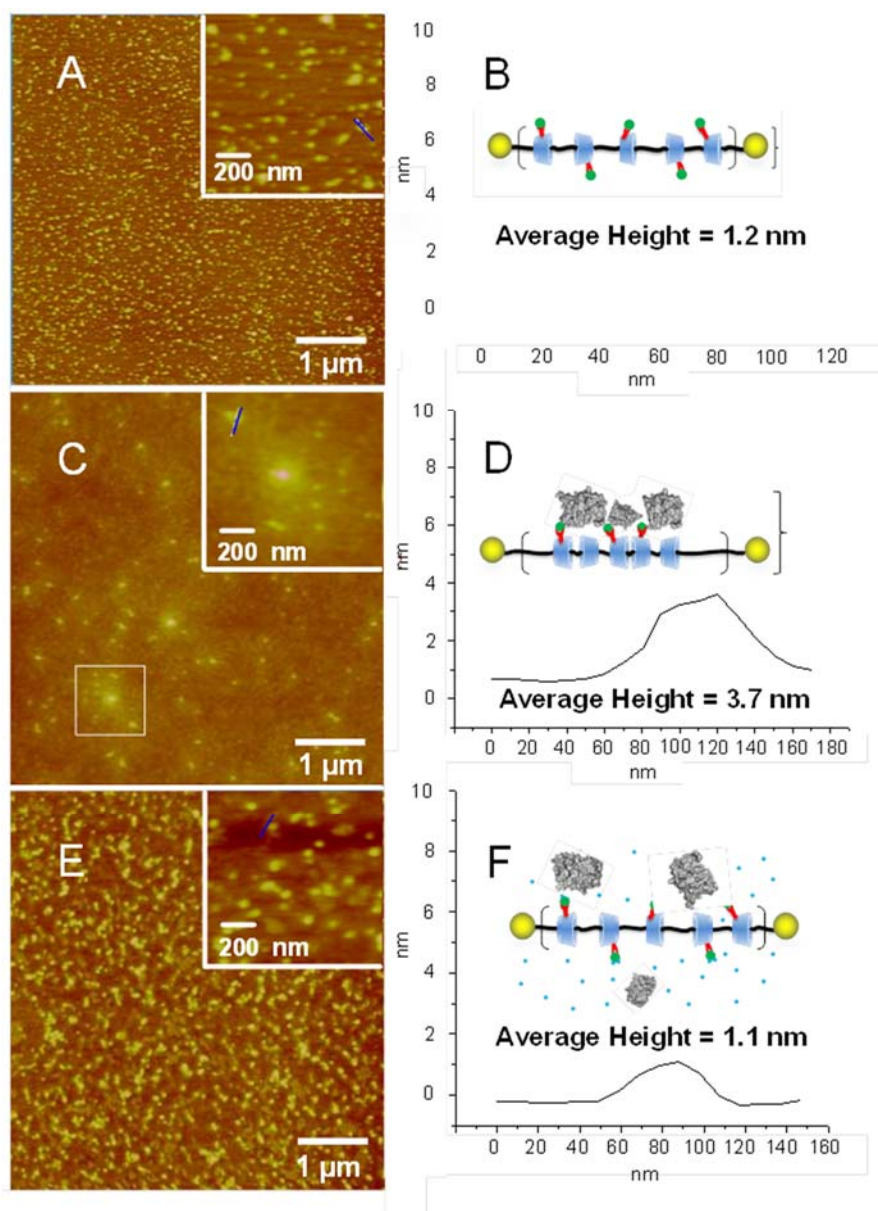 A
200 nm
1 µm
10
8
6
4
2
0
nm
B
Average Height = 1.2 nm
0 20 40 60 80 100 120
nm
C
200 nm
1 µm
10
8
6
4
2
0
nm
D
Average Height = 3.7 nm
0 20 40 60 80 100 120 140 160 180
nm
E
200 nm
1 µm
10
8
6
4
2
0
nm
F
Average Height = 1.1 nm
0 20 40 60 80 100 120 140 160
nm